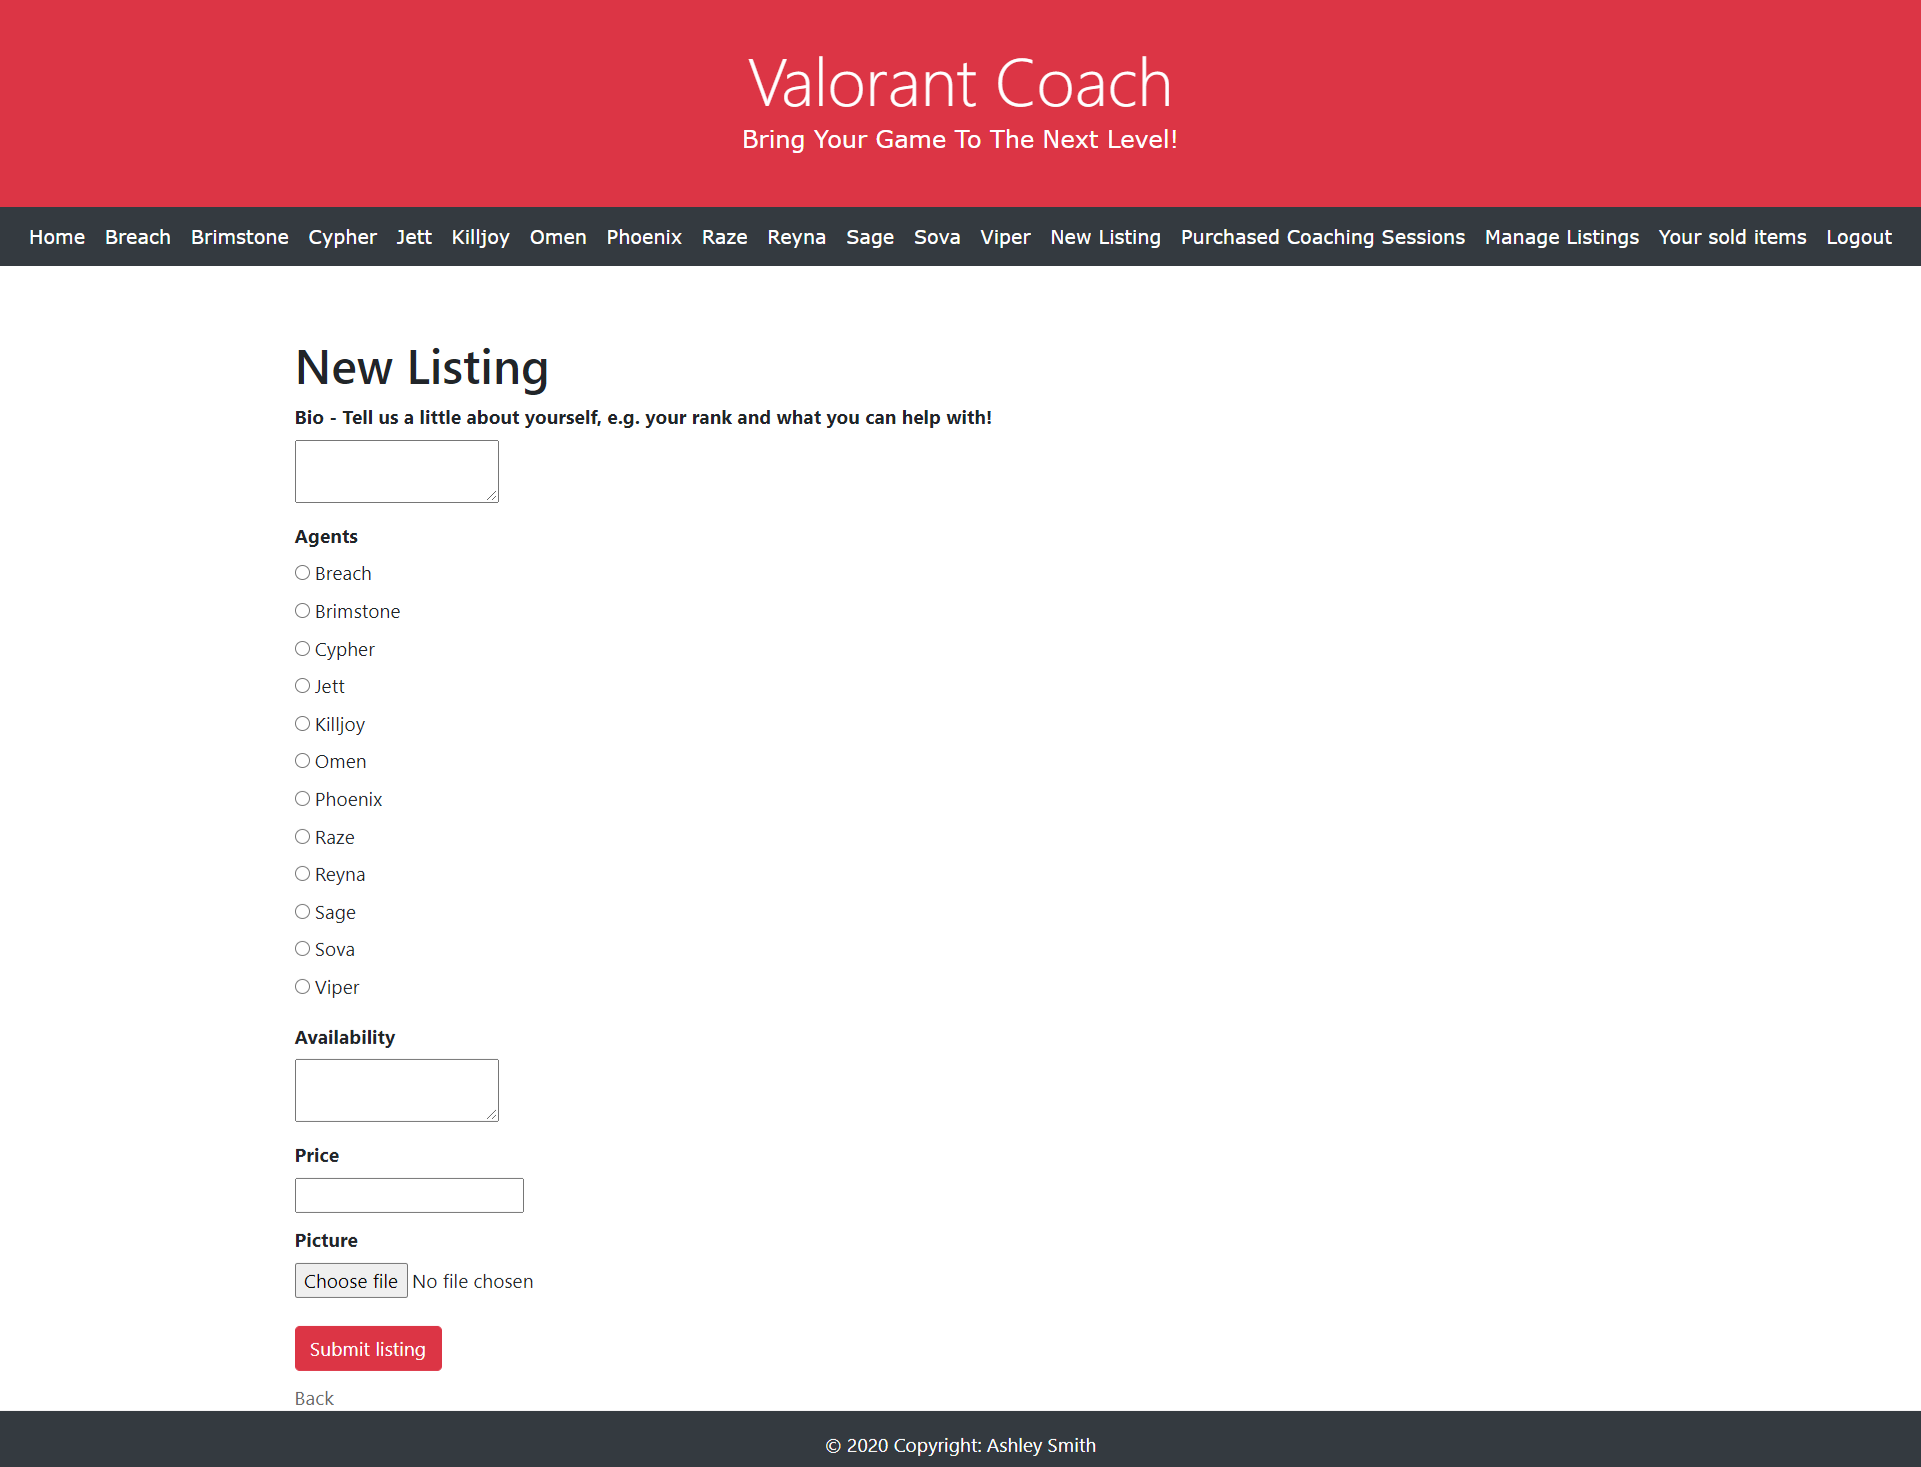 Valorant Coach
Bring Your Game To The Next Level!
Home Breach Brimstone Cypher Jett Killjoy Omen Phoenix Raze Reyna Sage Sova Viper New Listing Purchased Coaching Sessions Manage Listings Your sold items Logout
New Listing
Bio - Tell us a little about yourself, e.g. your rank and what you can help with!
Agents
Breach
Brimstone
Cypher
Jett
Killjoy
Omen
Phoenix
Raze
Reyna
Sage
Sova
Viper
Availability
Price
Picture
Choose file No file chosen
Submit listing
Back
© 2020 Copyright: Ashley Smith